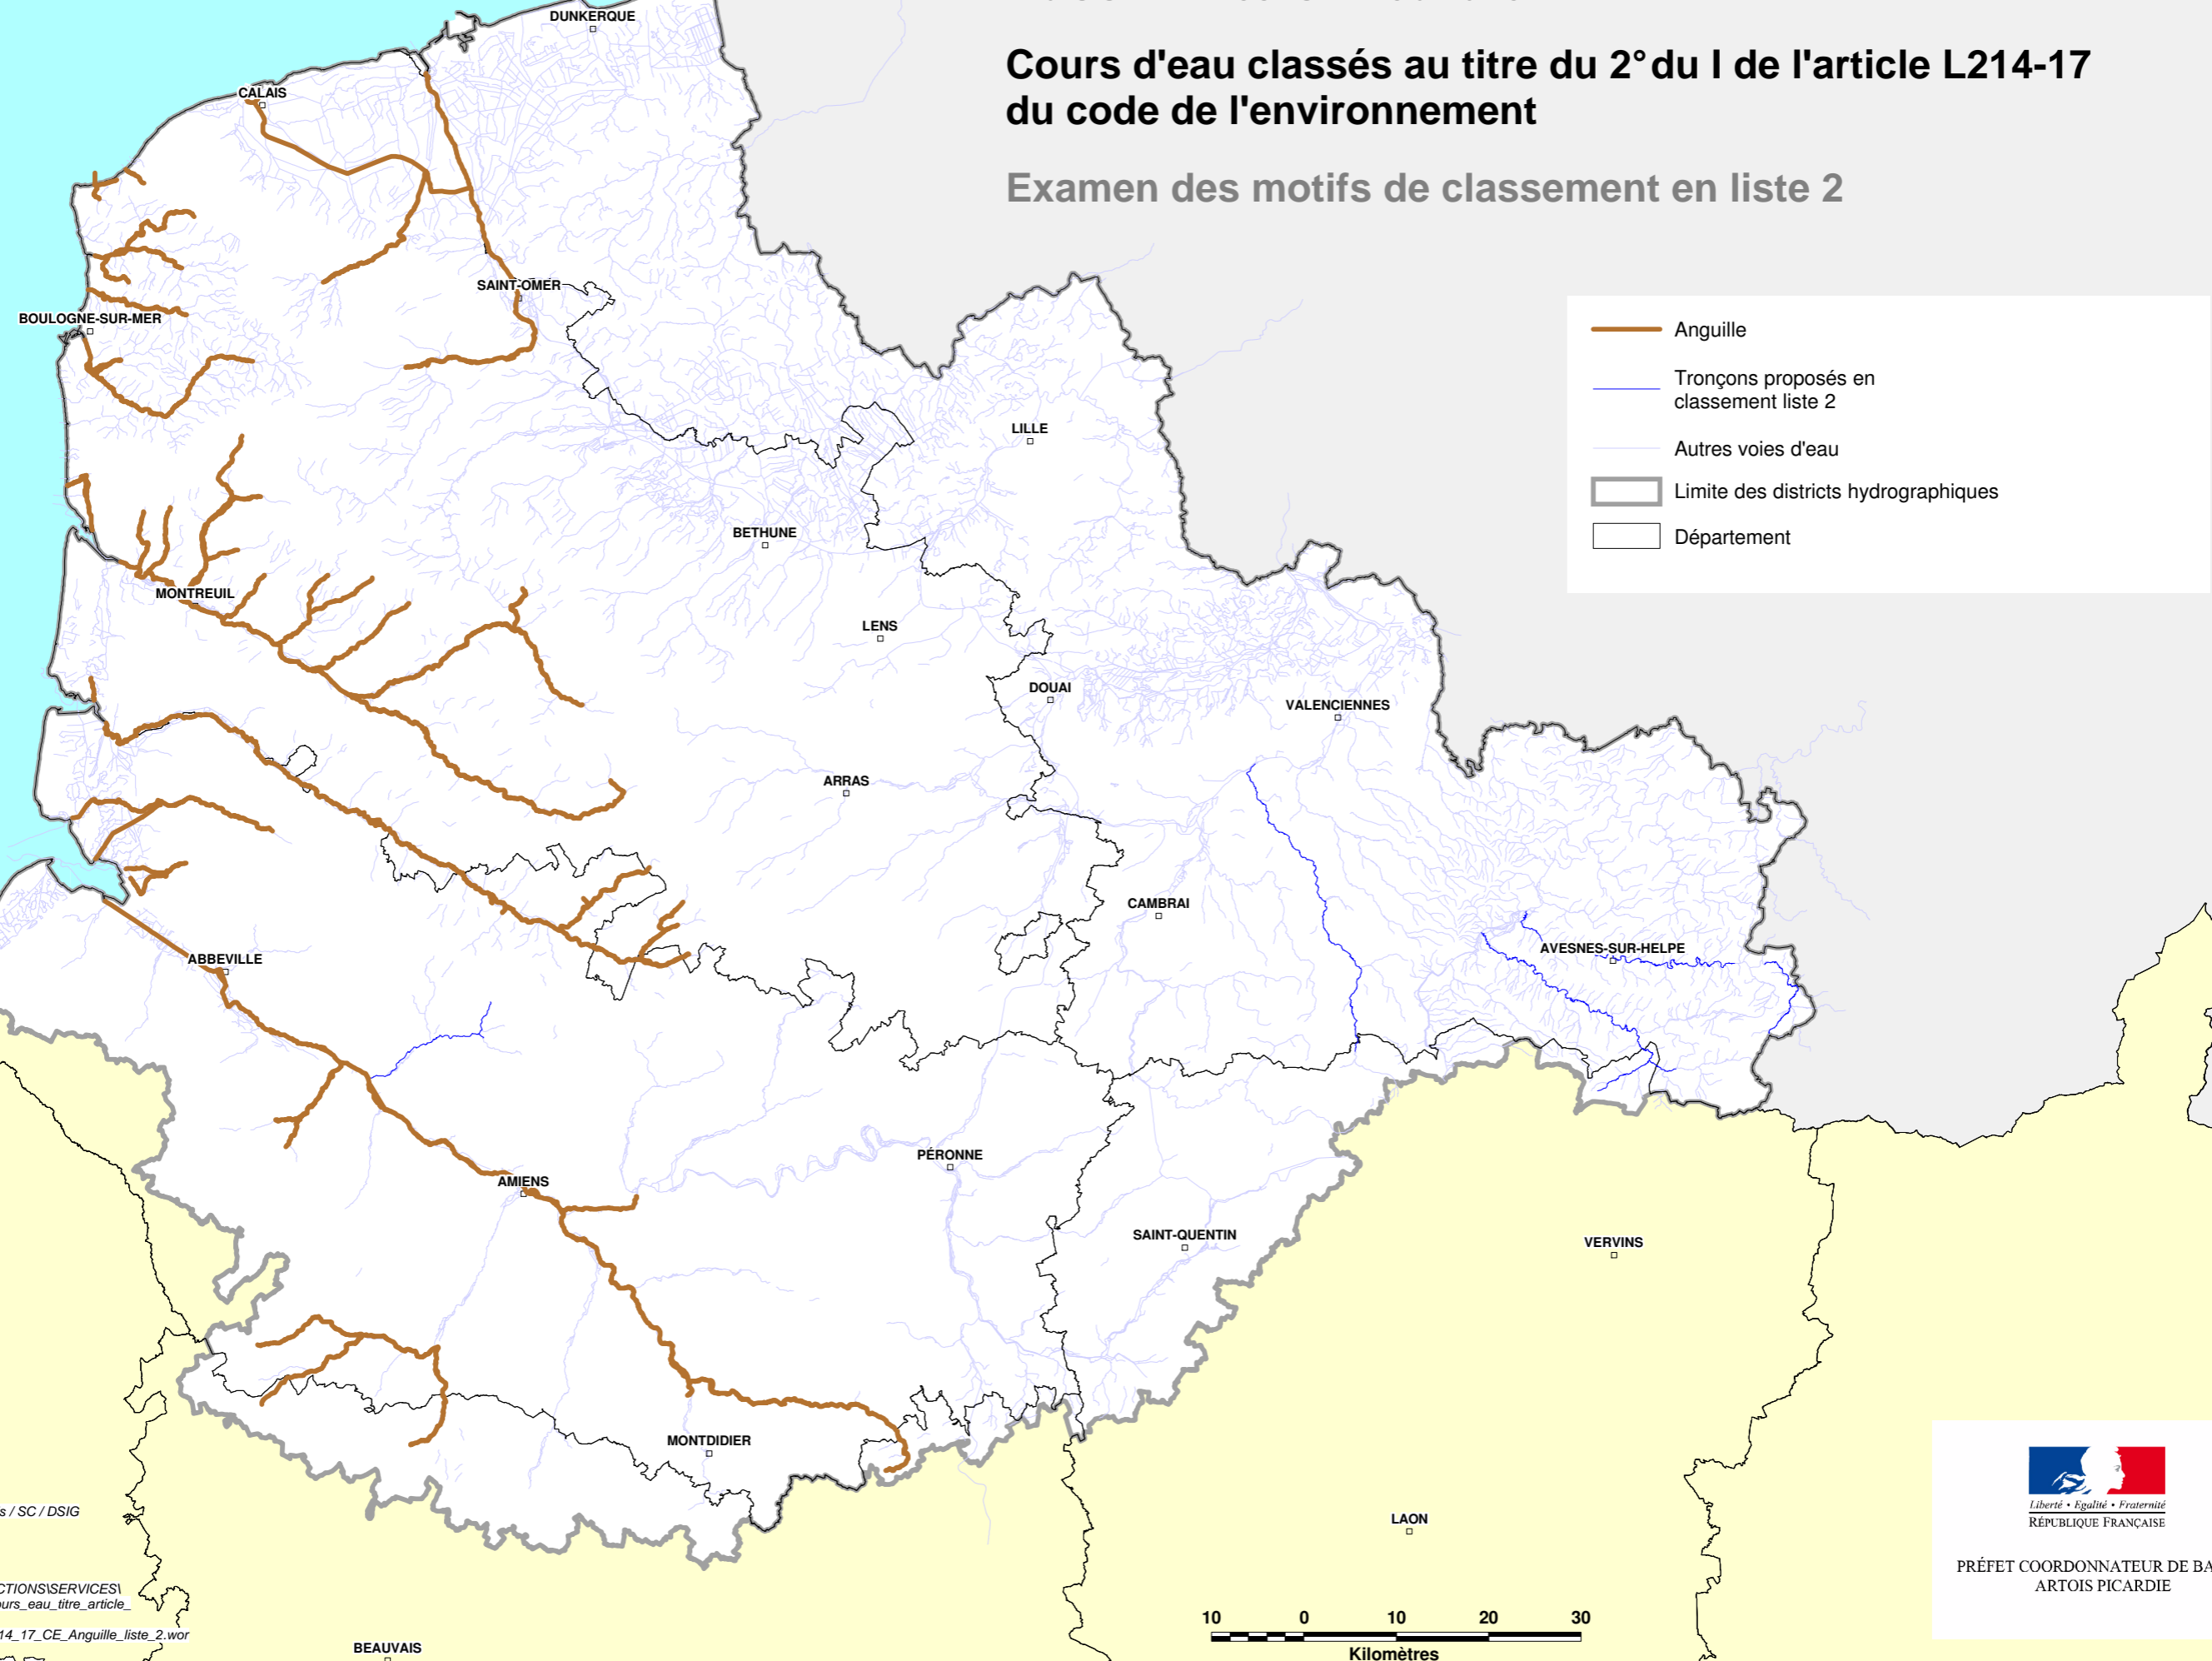 Cours d'eau classés au titre du 2° du I de l'article L214-17
du code de l'environnement
Examen des motifs de classement en liste 2
Anguille
Tronçons proposés en
classement liste 2
Autres voies d'eau
Limite des districts hydrographiques
Département
DUNKERQUE
CALAIS
SAINT-OMER
BOULOGNE-SUR-MER
LILLE
BETHUNE
MONTREUIL
LENS
DOUAI
VALENCIENNES
ARRAS
CAMBRAI
AVESNES-SUR-HELPE
ABBEVILLE
PÉRONNE
AMIENS
SAINT-QUENTIN
VERVINS
MONTDIDIER
LAON
BEAUVAIS
s / SC / DSIG
CTIONS\SERVICES\
urs_eau_titre_article_
14_17_CE_Anguille_liste_2.wor
10 0 10 20 30
Kilomètres
Liberté • Egalité • Fraternité
RÉPUBLIQUE FRANÇAISE
PRÉFET COORDONNATEUR DE BA
ARTOIS PICARDIE